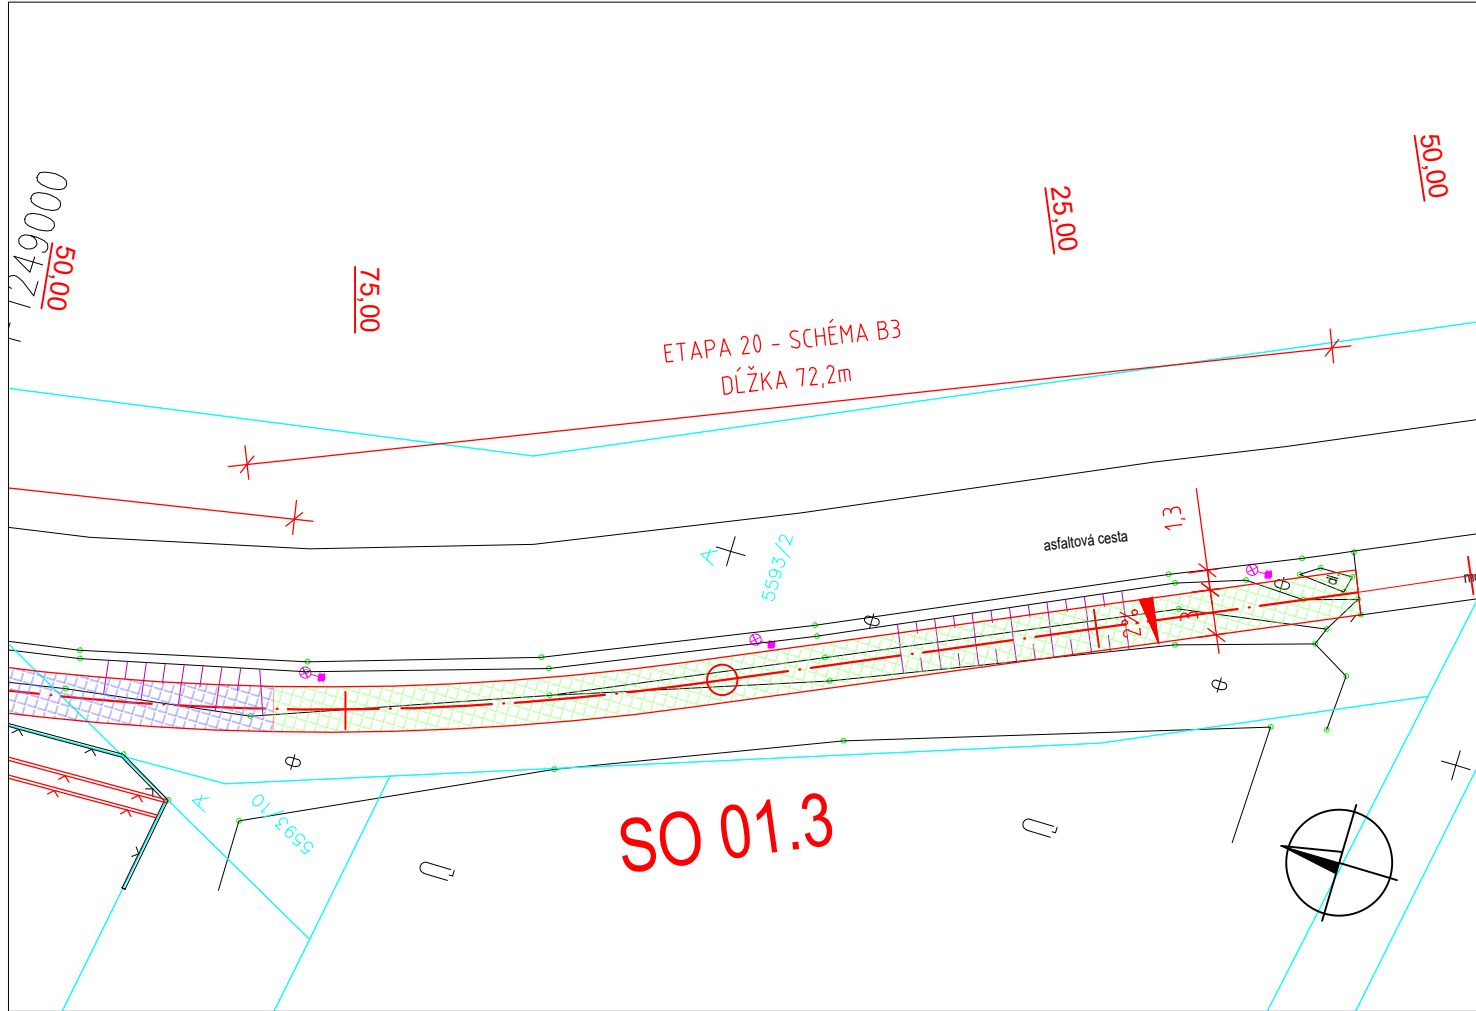 1249000
50,00
75,00
25,00
50,00
ETAPA 20 - SCHÉMA B3
DĹŽKA 72,2m
asfaltová cesta
1,3
5593/2
2%
3
5593/10
SO 01.3